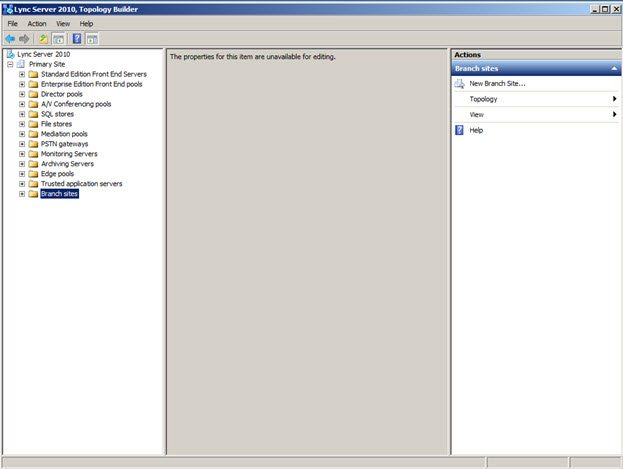 Lync Server 2010, Topology Builder
File Action View Help
Lync Server 2010
Primary Site
Standard Edition Front End Servers
Enterprise Edition Front End pools
Director pools
A/V Conferencing pools
SQL stores
File stores
Mediation pools
PSTN gateways
Monitoring Servers
Archiving Servers
Edge pools
Trusted application servers
Branch sites
The properties for this item are unavailable for editing.
Actions
Branch sites
New Branch Site...
Topology
View
Help